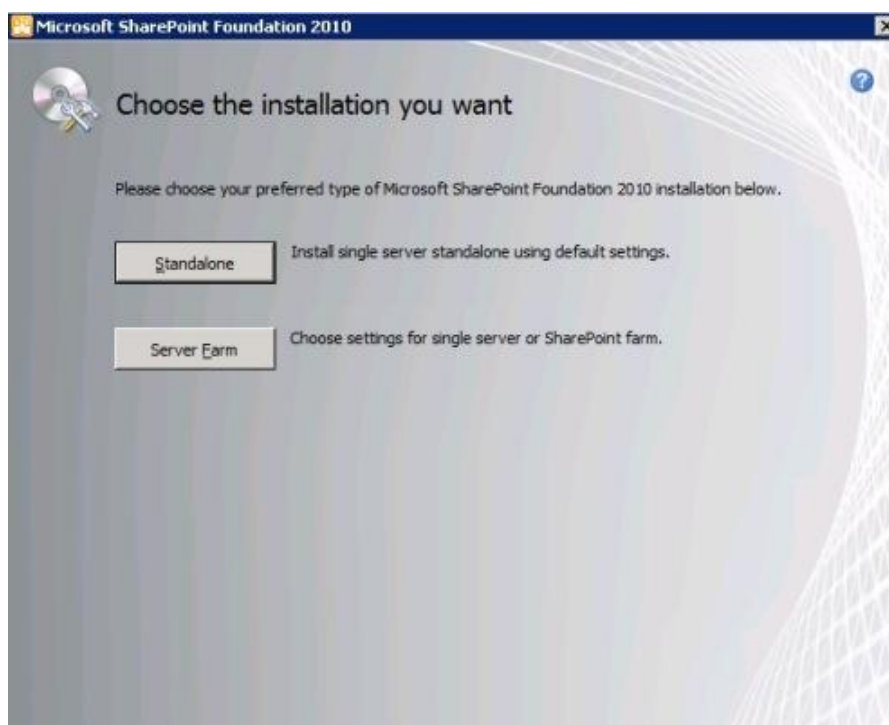 Microsoft SharePoint Foundation 2010
Choose the installation you want
Please choose your preferred type of Microsoft SharePoint Foundation 2010 installation below.
Standalone
Install single server standalone using default settings.
Server Farm
Choose settings for single server or SharePoint farm.